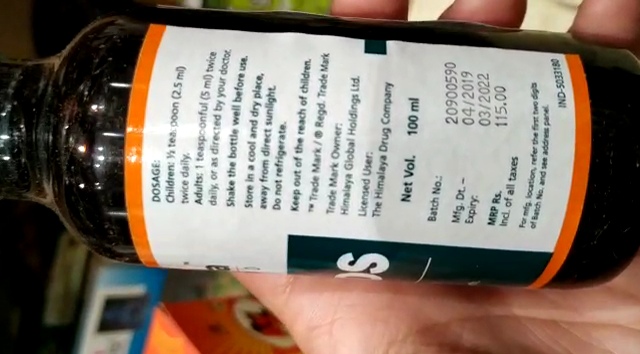 DOSAGE:
Children: ½ teaspoon (2.5 ml)
twice daily.
Adults: 1 teaspoonful (5 ml) twice
daily, or as directed by your doctor.
Shake the bottle well before use.
Store in a cool and dry place,
away from direct sunlight.
Do not refrigerate.
Keep out of the reach of children.
™ Trade Mark / ® Regd. Trade Mark
Trade Mark Owner:
Himalaya Global Holdings Ltd.
Licensed User:
The Himalaya Drug Company
Net Vol. 100 ml
Batch No.: 20900590
Mfg. Dt. – 04/2019
Expiry: 03/2022
MRP Rs. 115.00
Incl. of all taxes
For mfg. location, refer the first two digits
of Batch No. and see address panel.
IND-5033180